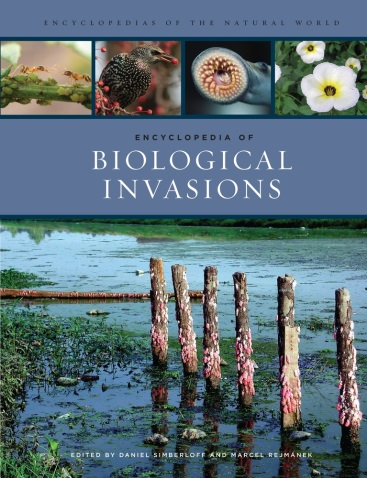 ENCYCLOPEDIAS OF THE NATURAL WORLD
ENCYCLOPEDIA OF
BIOLOGICAL
INVASIONS
EDITED BY DANIEL SIMBERLOFF AND MARCEL REJMÁNEK